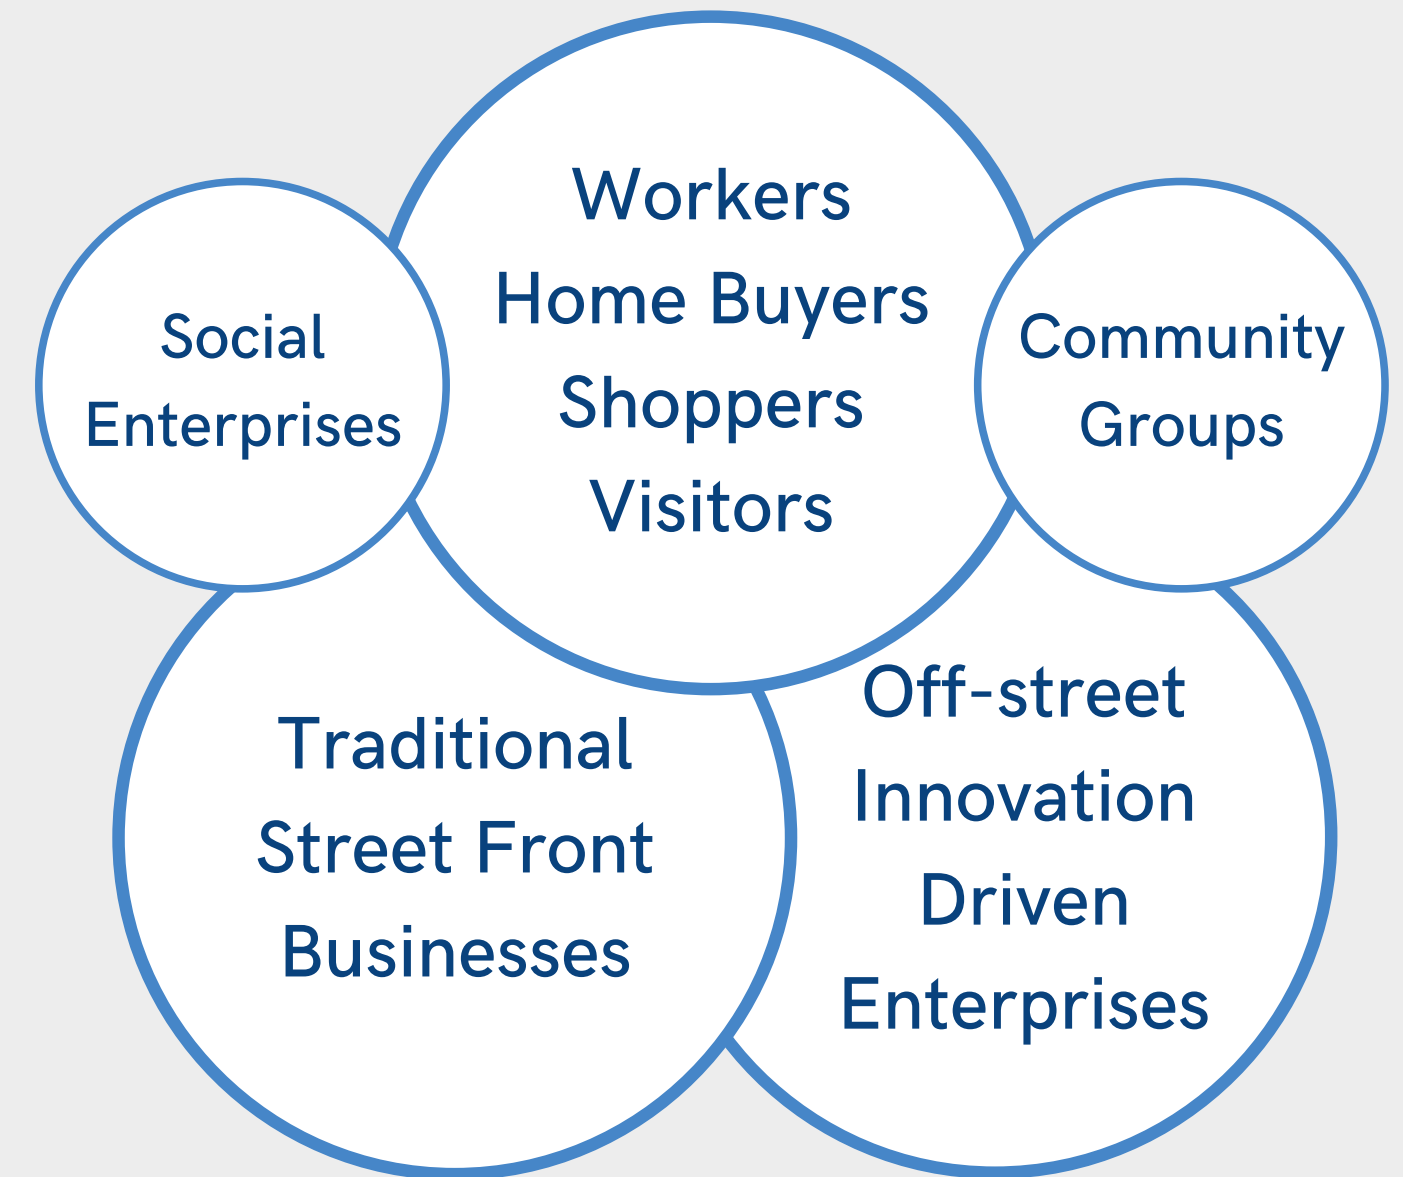 Workers
Home Buyers
Shoppers
Visitors
Social
Enterprises
Community
Groups
Traditional
Street Front
Businesses
Off-street
Innovation
Driven
Enterprises